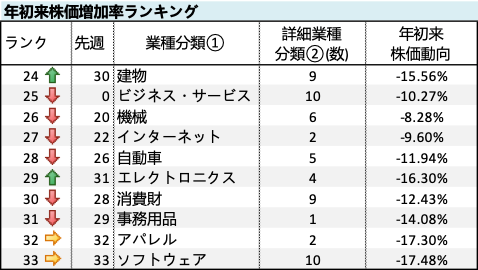 年初来株価増加率ランキング
ランク 先週 業種分類① 詳細業種分類②(数) 年初来株価動向
24 30 建物 9 -15.56%
25 0 ビジネス・サービス 10 -10.27%
26 20 機械 6 -8.28%
27 22 インターネット 2 -9.60%
28 26 自動車 5 -11.94%
29 31 エレクトロニクス 4 -16.30%
30 28 消費財 9 -12.43%
31 29 事務用品 1 -14.08%
32 32 アパレル 2 -17.30%
33 33 ソフトウェア 10 -17.48%